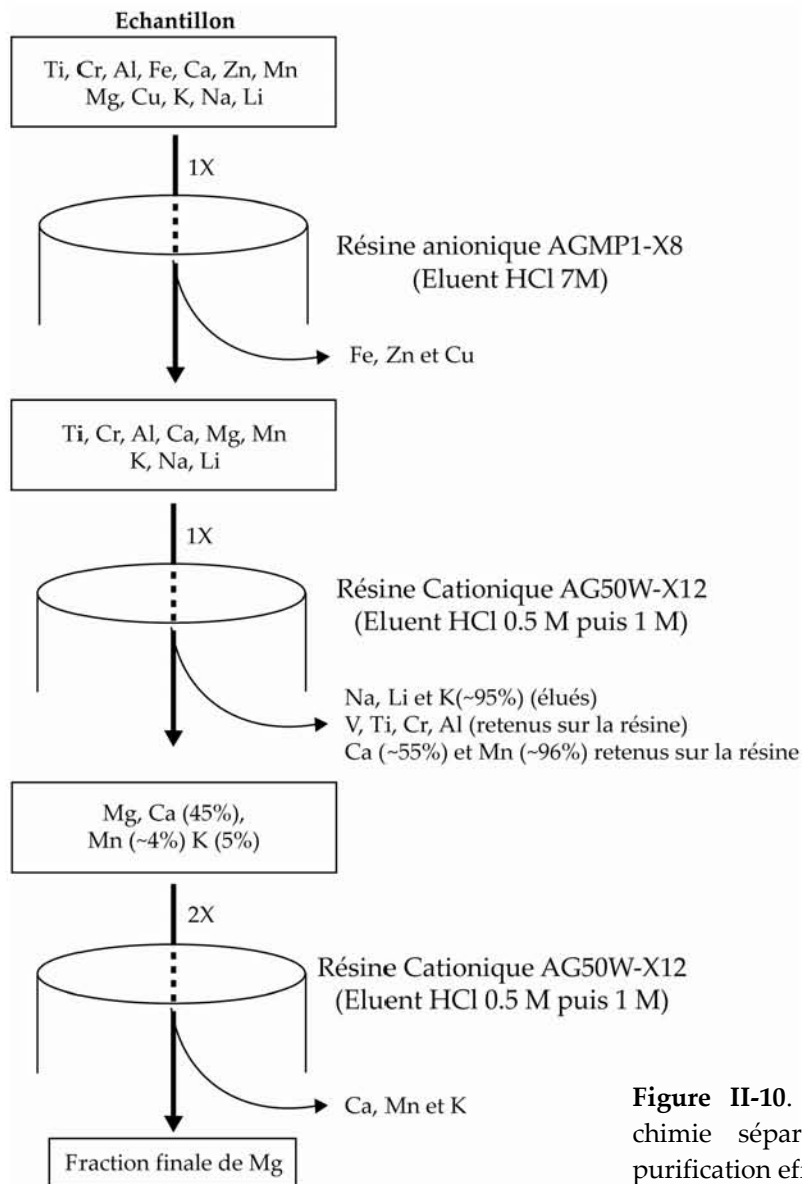 Echantillon
Ti, Cr, Al, Fe, Ca, Zn, Mn
Mg, Cu, K, Na, Li
1X
Résine anionique AGMP1-X8
(Eluent HCl 7M)
Fe, Zn et Cu
Ti, Cr, Al, Ca, Mg, Mn
K, Na, Li
1X
Résine Cationique AG50W-X12
(Eluent HCl 0.5 M puis 1 M)
Na, Li et K(~95%) (élués)
V, Ti, Cr, Al (retenus sur la résine)
Ca (~55%) et Mn (~96%) retenus sur la résine
Mg, Ca (45%),
Mn (~4%) K (5%)
2X
Résine Cationique AG50W-X12
(Eluent HCl 0.5 M puis 1 M)
Ca, Mn et K
Fraction finale de Mg
Figure II-10.
chimie sépar
purification ef